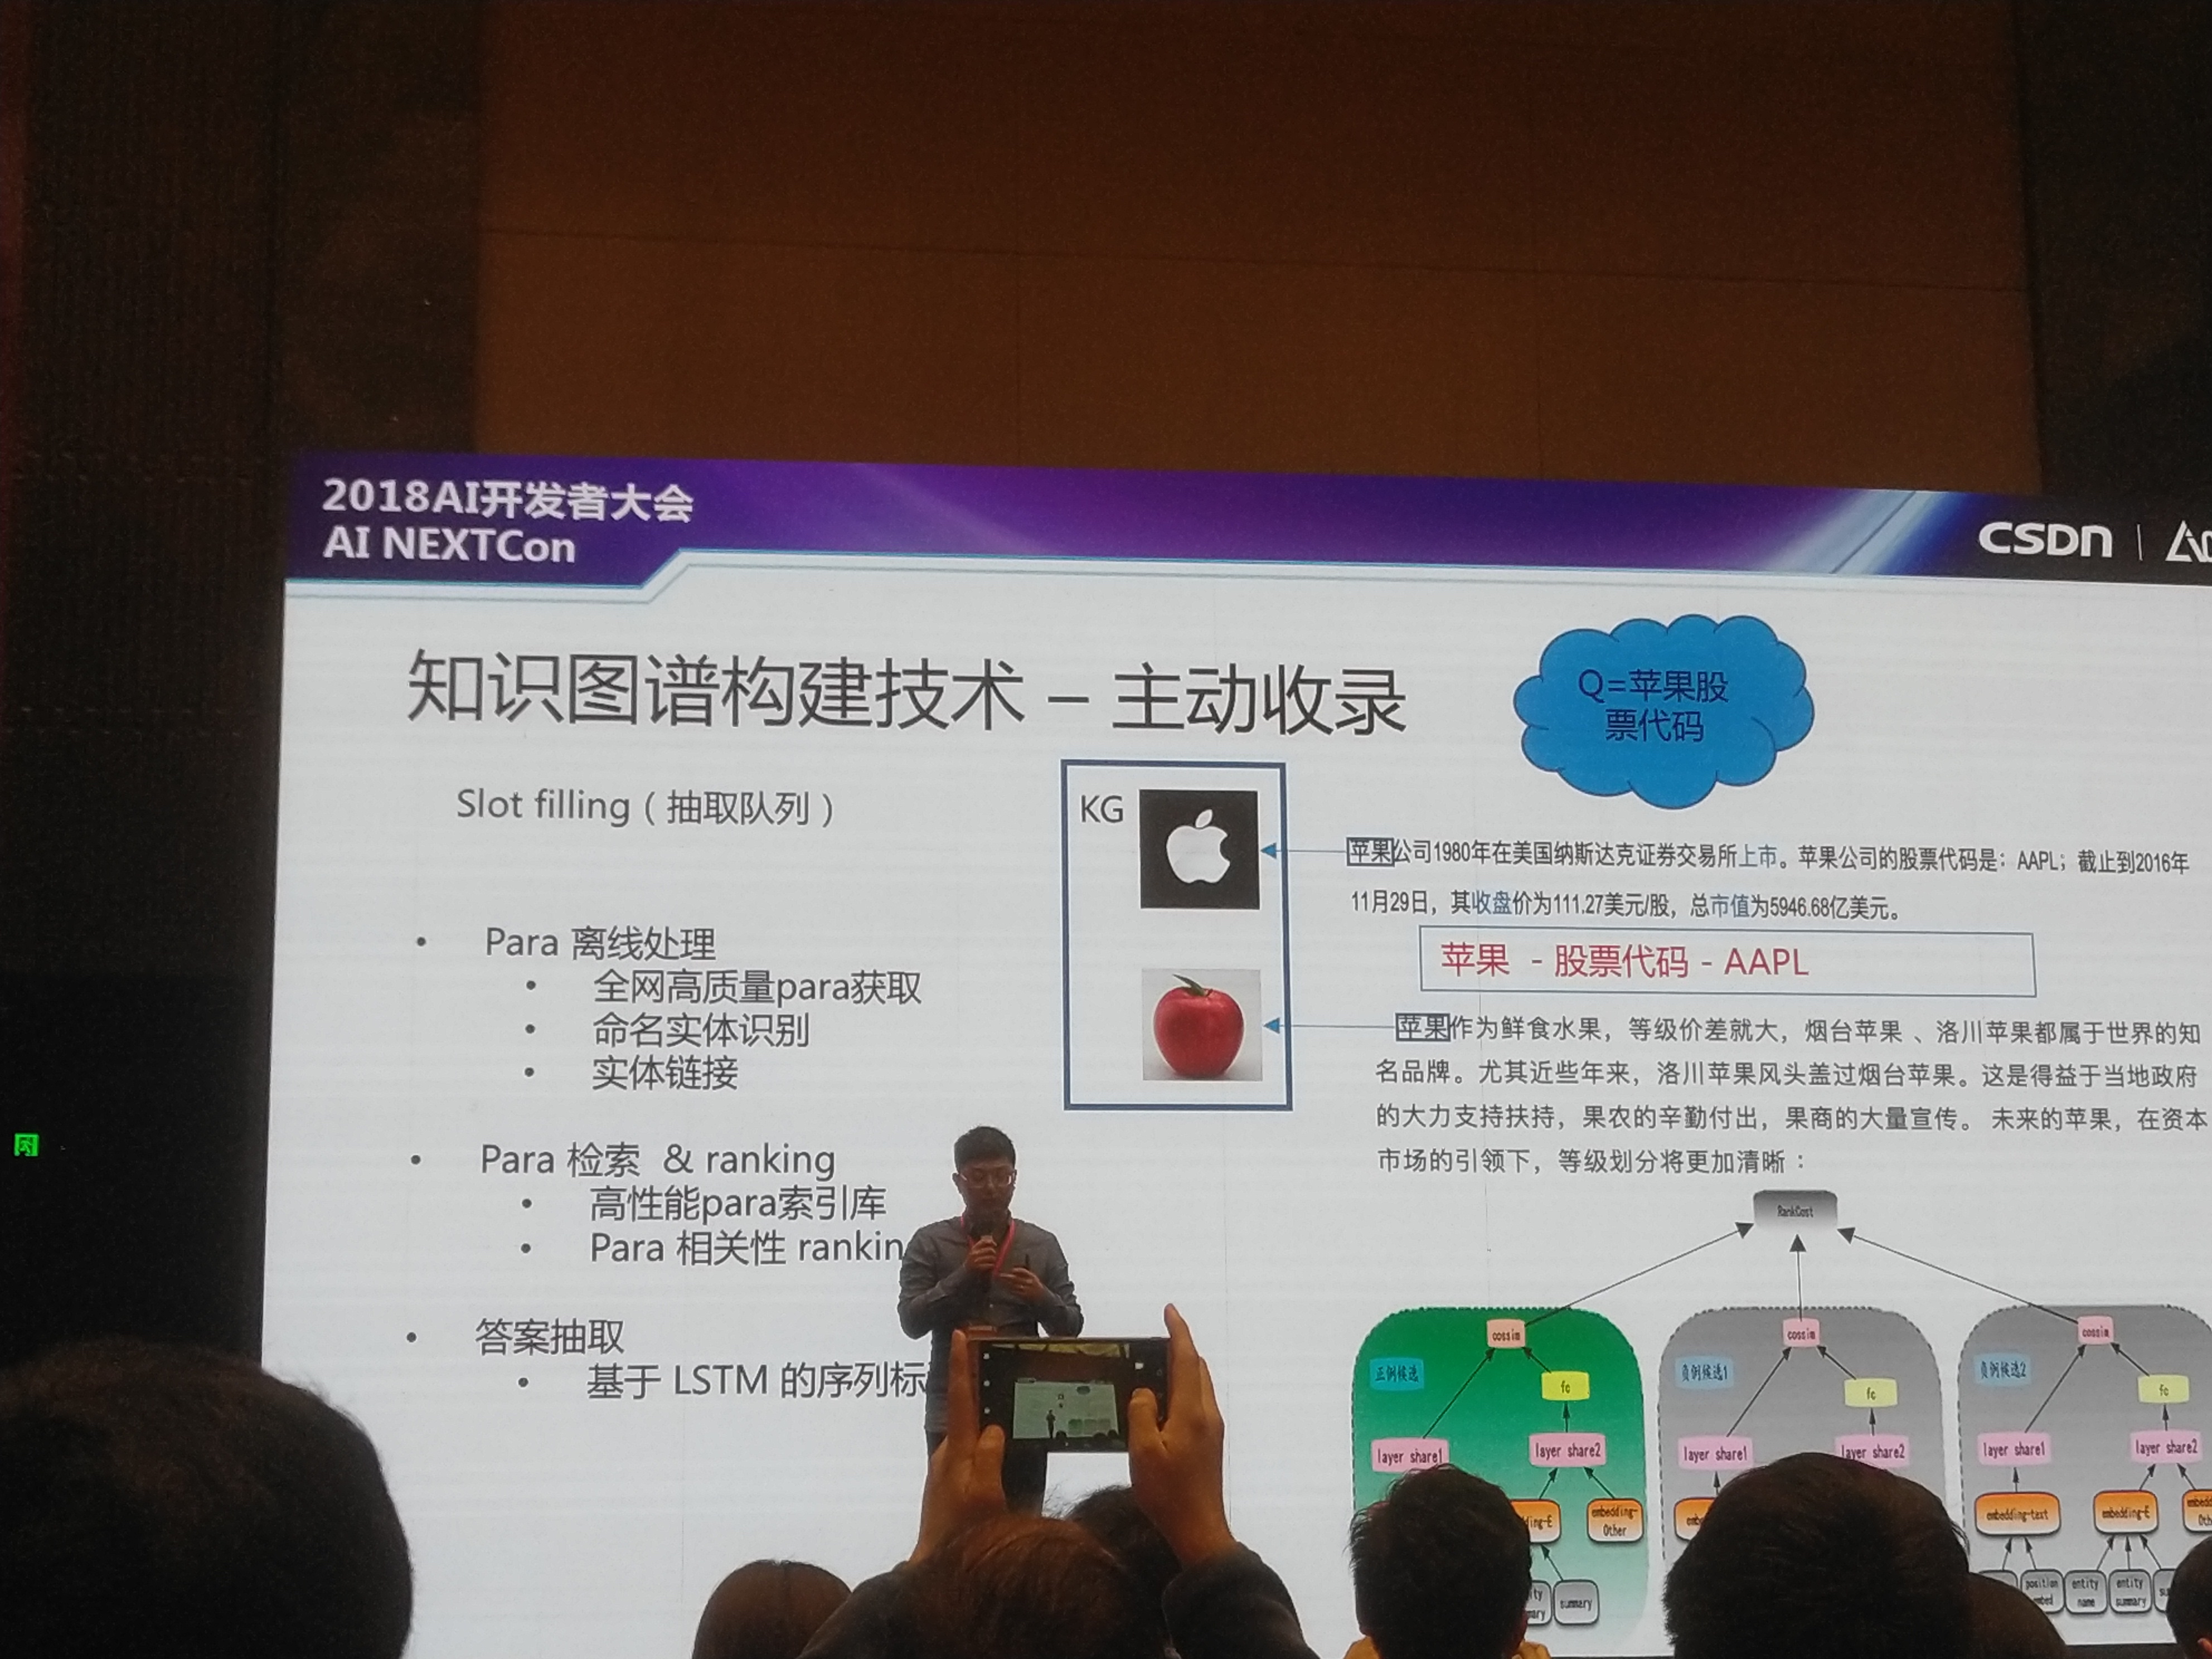 2018AI开发者大会
AI NEXTCon
CSDN
知识图谱构建技术 – 主动收录
Q=苹果股
票代码
Slot filling（抽取队列）
KG
苹果公司1980年在美国纳斯达克证券交易所上市。苹果公司的股票代码是：AAPL；截止到2016年
11月29日，其收盘价为111.27美元/股，总市值为5946.68亿美元。
苹果 - 股票代码 - AAPL
• Para 离线处理
• 全网高质量para获取
• 命名实体识别
• 实体链接
苹果作为鲜食水果，等级价差就大，烟台苹果 、洛川苹果都属于世界的知
名品牌。尤其近些年来，洛川苹果风头盖过烟台苹果。这是得益于当地政府
的大力支持扶持，果农的辛勤付出，果商的大量宣传。 未来的苹果，在资本
市场的引领下，等级划分将更加清晰：
• Para 检索 & ranking
• 高性能para索引库
• Para 相关性 rankin
• 答案抽取
• 基于 LSTM 的序列标
RankCost
cossim
正例候选
fc
layer share1
layer share2
embedding-
Other
summary
cossim
负例候选1
fc
layer share1
layer share2
cossim
负例候选2
fc
layer share1
layer share2
embedding-text
embedding-E
position
entity
name
entity
summary